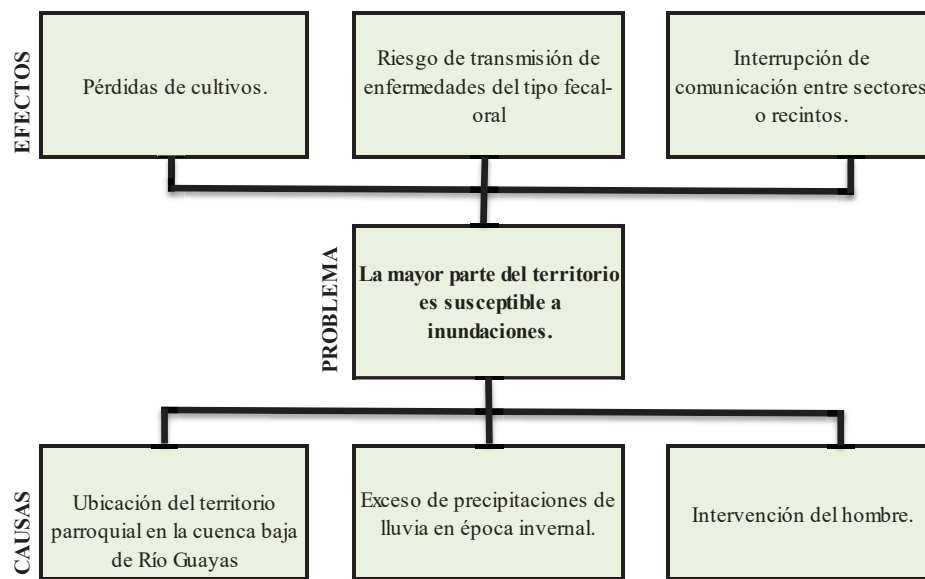 EFECTOS
Pérdidas de cultivos.
Riesgo de transmisión de
enfermedades del tipo fecal-
oral
Interrupción de
comunicación entre sectores
o recintos.
PROBLEMA
La mayor parte del territorio
es susceptible a
inundaciones.
CAUSAS
Ubicación del territorio
parroquial en la cuenca baja
de Río Guayas
Exceso de precipitaciones de
lluvia en época invernal.
Intervención del hombre.